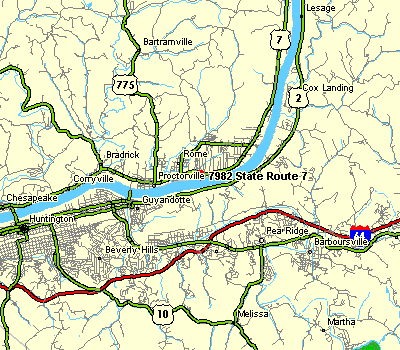 Lesage
Bartramville
7
775
Cox Landing
2
Bradrick
Rome
Proctorville
7982 State Route 7
Corryville
Chesapeake
Guyandotte
Huntington
Pea Ridge
Barboursville
Beverly Hills
10
Melissa
Martha